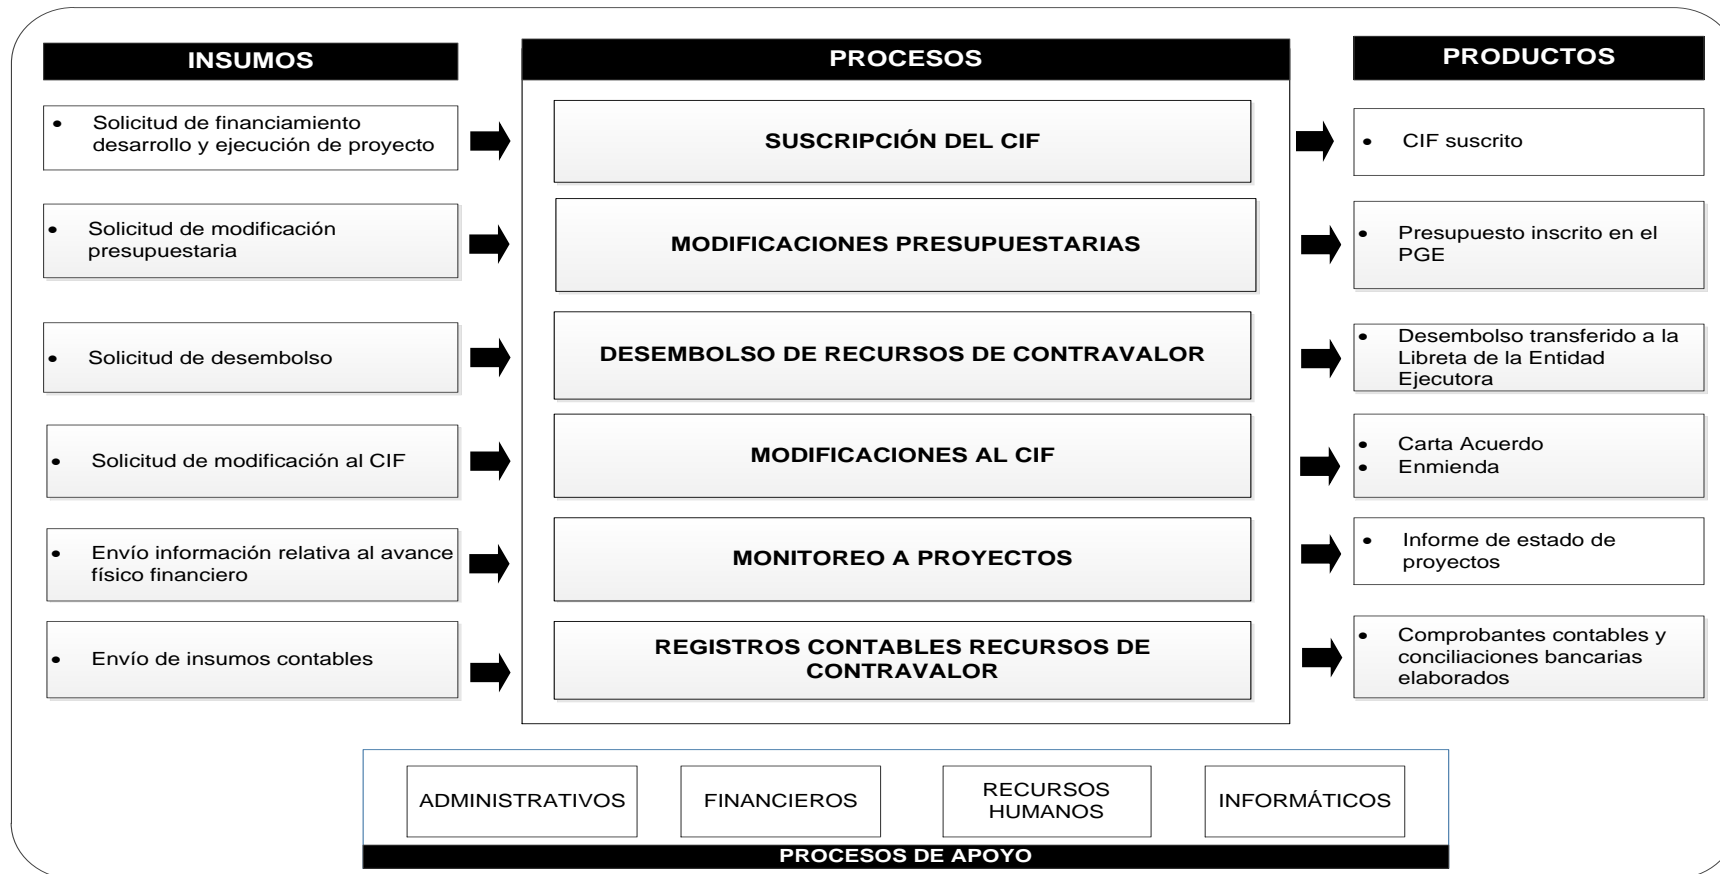 INSUMOS
PROCESOS
PRODUCTOS
• Solicitud de financiamiento
desarrollo y ejecución de proyecto
SUSCRIPCIÓN DEL CIF
• CIF suscrito
• Solicitud de modificación
presupuestaria
MODIFICACIONES PRESUPUESTARIAS
• Presupuesto inscrito en el
PGE
• Solicitud de desembolso
DESEMBOLSO DE RECURSOS DE CONTRAVALOR
• Desembolso transferido a la
Libreta de la Entidad
Ejecutora
• Solicitud de modificación al CIF
MODIFICACIONES AL CIF
• Carta Acuerdo
• Enmienda
• Envío información relativa al avance
físico financiero
MONITOREO A PROYECTOS
• Informe de estado de
proyectos
• Envío de insumos contables
REGISTROS CONTABLES RECURSOS DE
CONTRAVALOR
• Comprobantes contables y
conciliaciones bancarias
elaborados
ADMINISTRATIVOS
FINANCIEROS
RECURSOS
HUMANOS
INFORMÁTICOS
PROCESOS DE APOYO